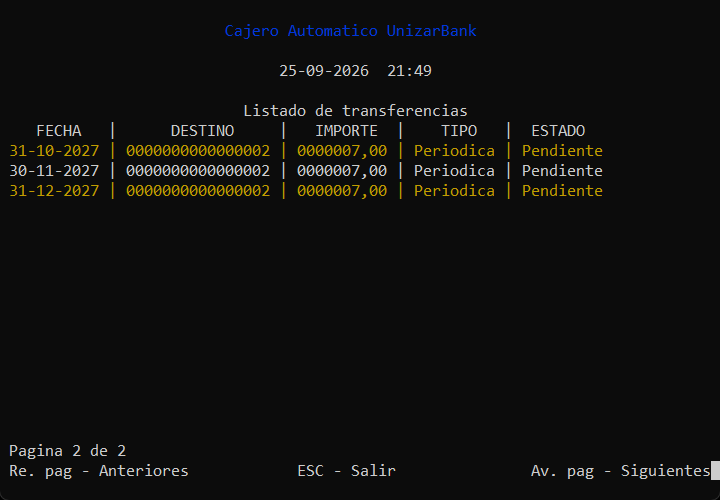 Cajero Automatico UnizarBank
25-09-2026  21:49
Listado de transferencias
FECHA | DESTINO | IMPORTE | TIPO | ESTADO
31-10-2027 | 0000000000000002 | 0000007,00 | Periodica | Pendiente
30-11-2027 | 0000000000000002 | 0000007,00 | Periodica | Pendiente
31-12-2027 | 0000000000000002 | 0000007,00 | Periodica | Pendiente
Pagina 2 de 2
Re. pag - Anteriores ESC - Salir Av. pag - Siguientes